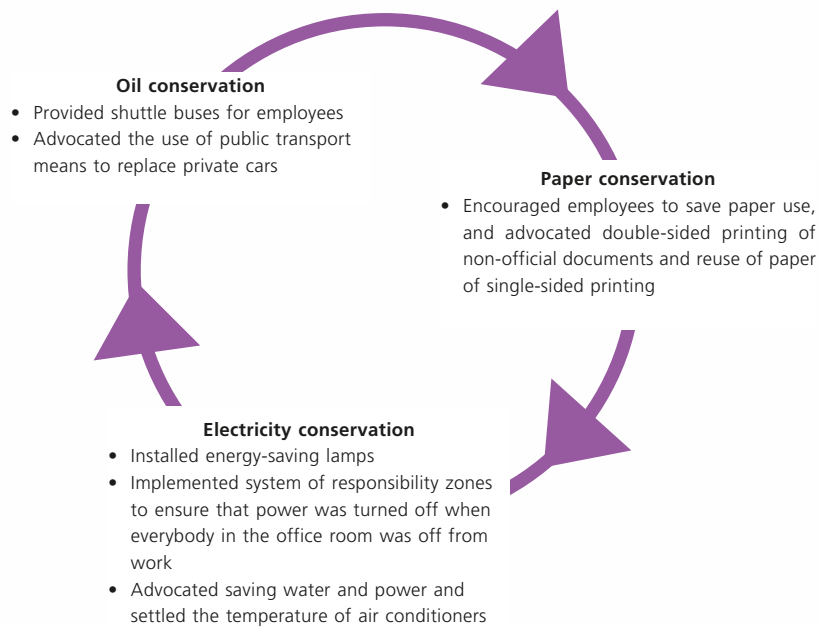 Oil conservation
• Provided shuttle buses for employees
• Advocated the use of public transport
means to replace private cars
Paper conservation
• Encouraged employees to save paper use,
and advocated double-sided printing of
non-official documents and reuse of paper
of single-sided printing
Electricity conservation
• Installed energy-saving lamps
• Implemented system of responsibility zones
to ensure that power was turned off when
everybody in the office room was off from
work
• Advocated saving water and power and
settled the temperature of air conditioners